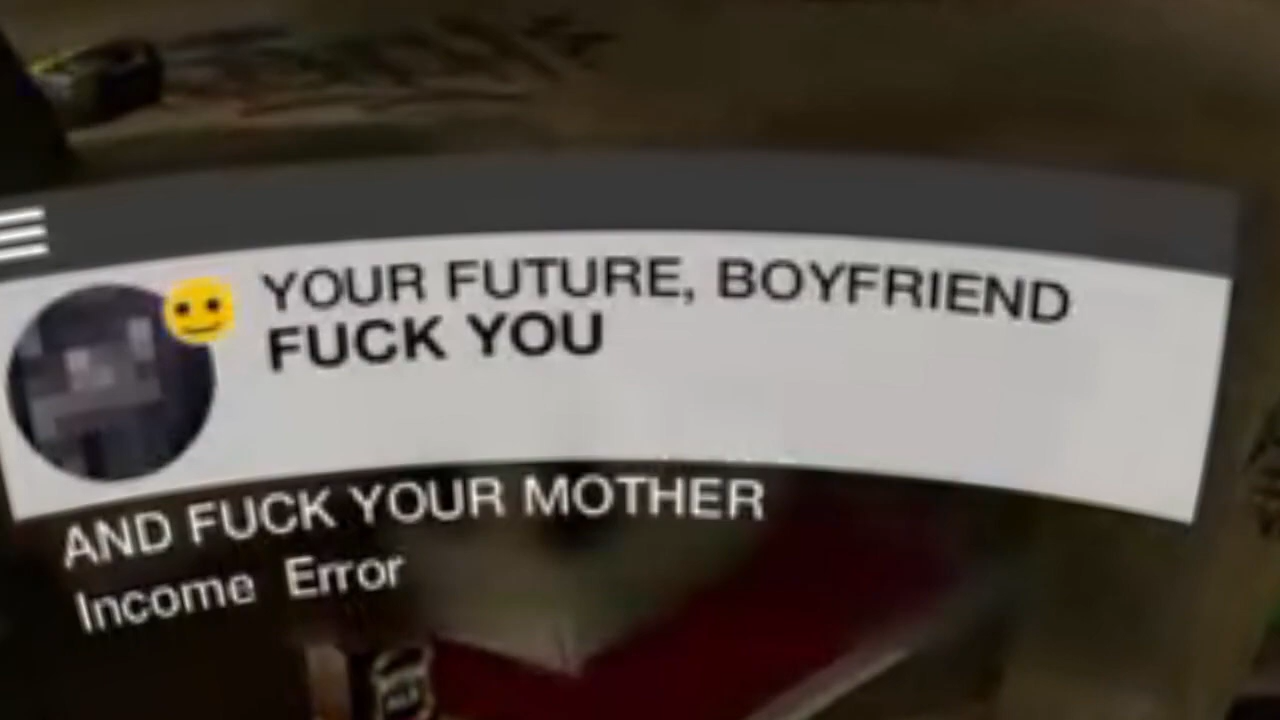 YOUR FUTURE, BOYFRIEND
FUCK YOU
AND FUCK YOUR MOTHER
Income Error